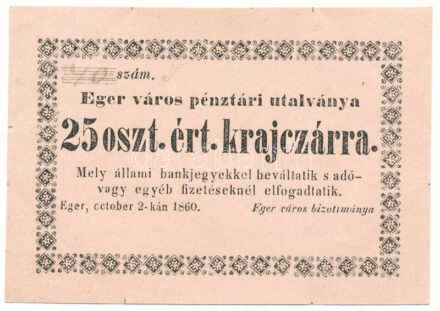 40 szám.
Eger város pénztári utalványa
25 oszt. ért. krajczárra.
Mely állami bankjegyekkel beváltatik s adó-
vagy egyéb fizetéseknél elfogadtatik.
Eger, october 2-kán 1860. Eger város bizottmánya